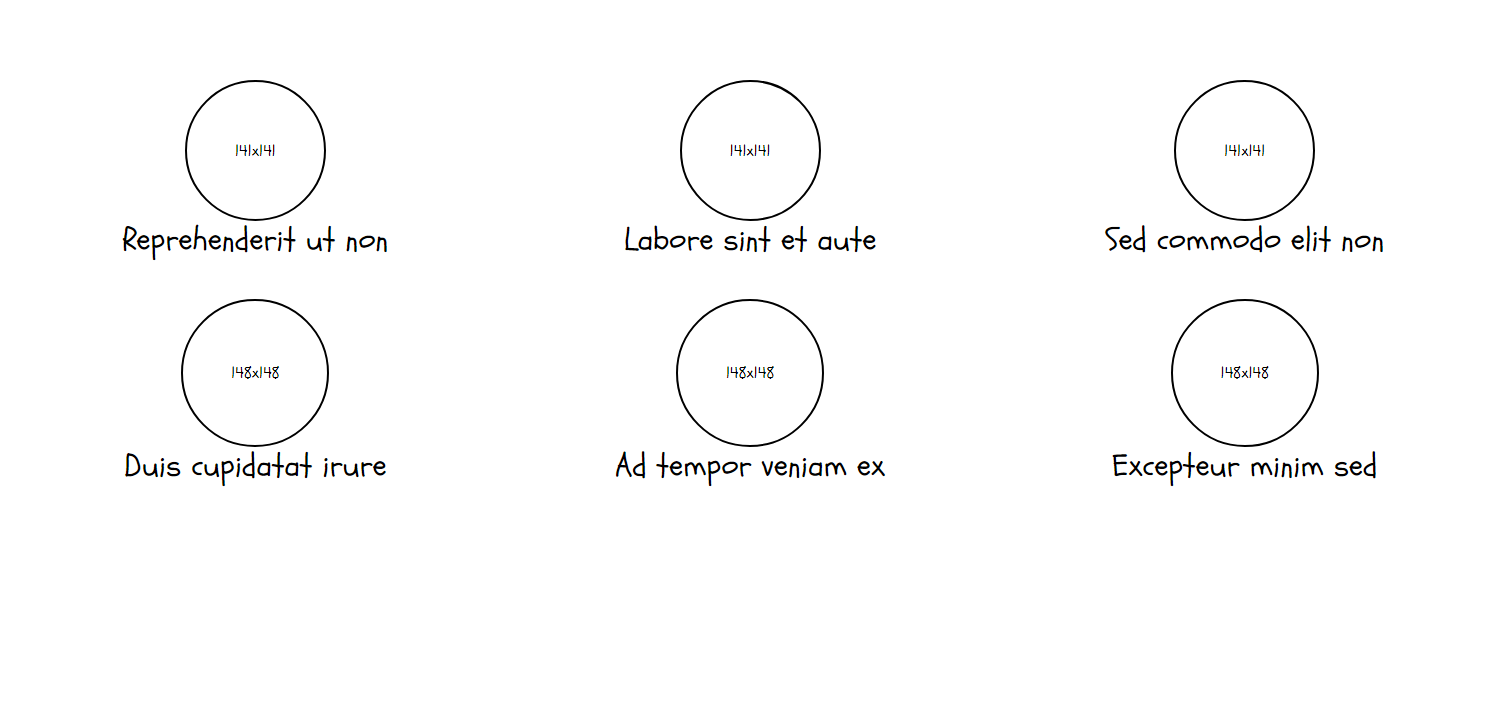 141x141
141x141
141x141
Reprehenderit ut non
Labore sint et aute
Sed commodo elit non
148x148
148x148
148x148
Duis cupidatat irure
Ad tempor veniam ex
Excepteur minim sed